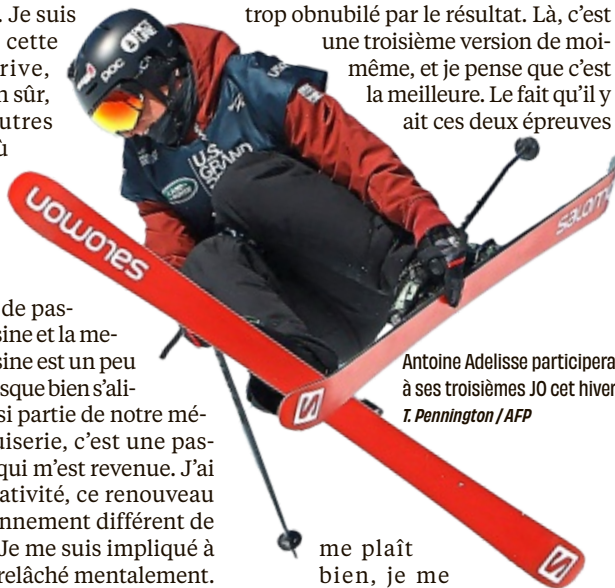 . Je suis
cette
rive,
n sûr,
utres
ù
de pas-
sine et la me-
sine est un peu
sque bien s'ali-
si partie de notre mé-
uiserie, c'est une pas-
qui m'est revenue. J'ai
ativité, ce renouveau
nnement différent de
Je me suis impliqué à
relâché mentalement.
trop obnubilé par le résultat. Là, c'est
une troisième version de moi-
même, et je pense que c'est
la meilleure. Le fait qu'il y
ait ces deux épreuves
me plaît
bien, je me
POC
U.S.
GRAND
LAND
ROVER
salomon
salomon
S
S
Antoine Adelisse participera
à ses troisièmes JO cet hiver
T. Pennington / AFP